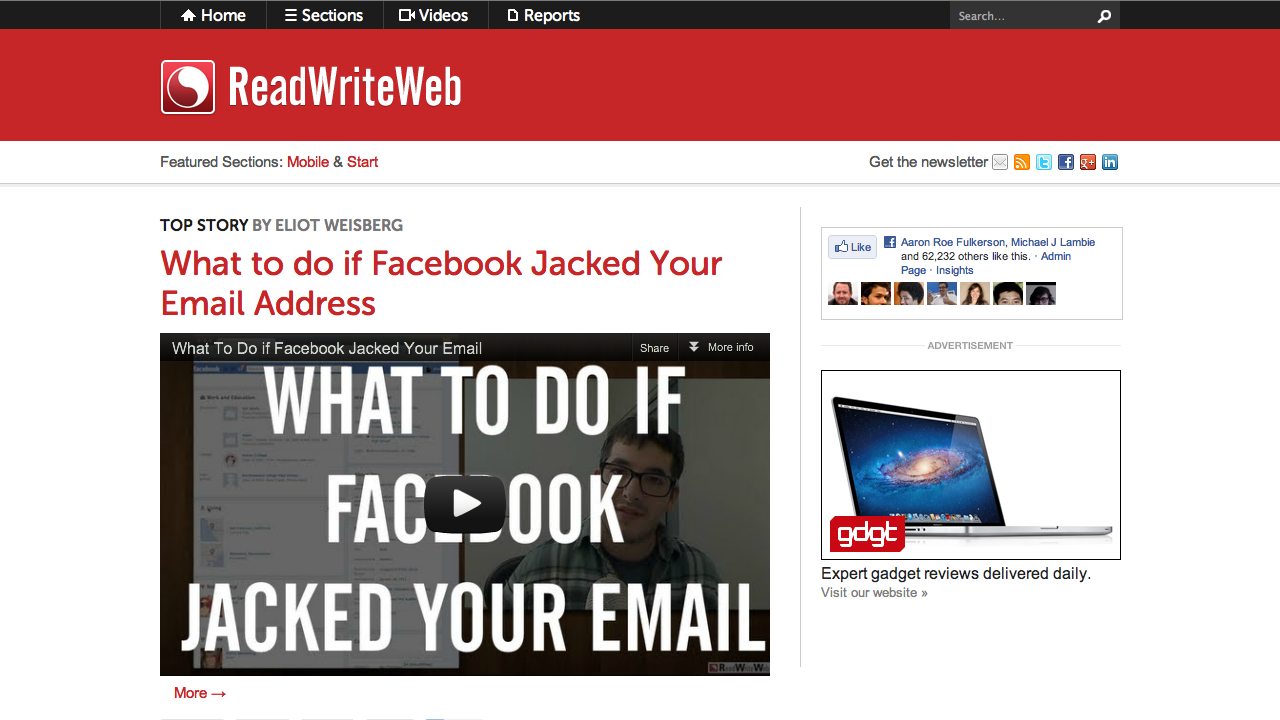 Home
Sections
Videos
Reports
Search...
ReadWriteWeb
Featured Sections: Mobile & Start
Get the newsletter
TOP STORY BY ELIOT WEISBERG
What to do if Facebook Jacked Your
Email Address
What To Do if Facebook Jacked Your Email
Share
More info
WHAT TO DO IF
FACEBOOK
JACKED YOUR EMAIL
ReadWriteWeb
More →
Like
Aaron Roe Fulkerson, Michael J Lambie
and 62,232 others like this. · Admin
Page · Insights
ADVERTISEMENT
gdgt
Expert gadget reviews delivered daily.
Visit our website »